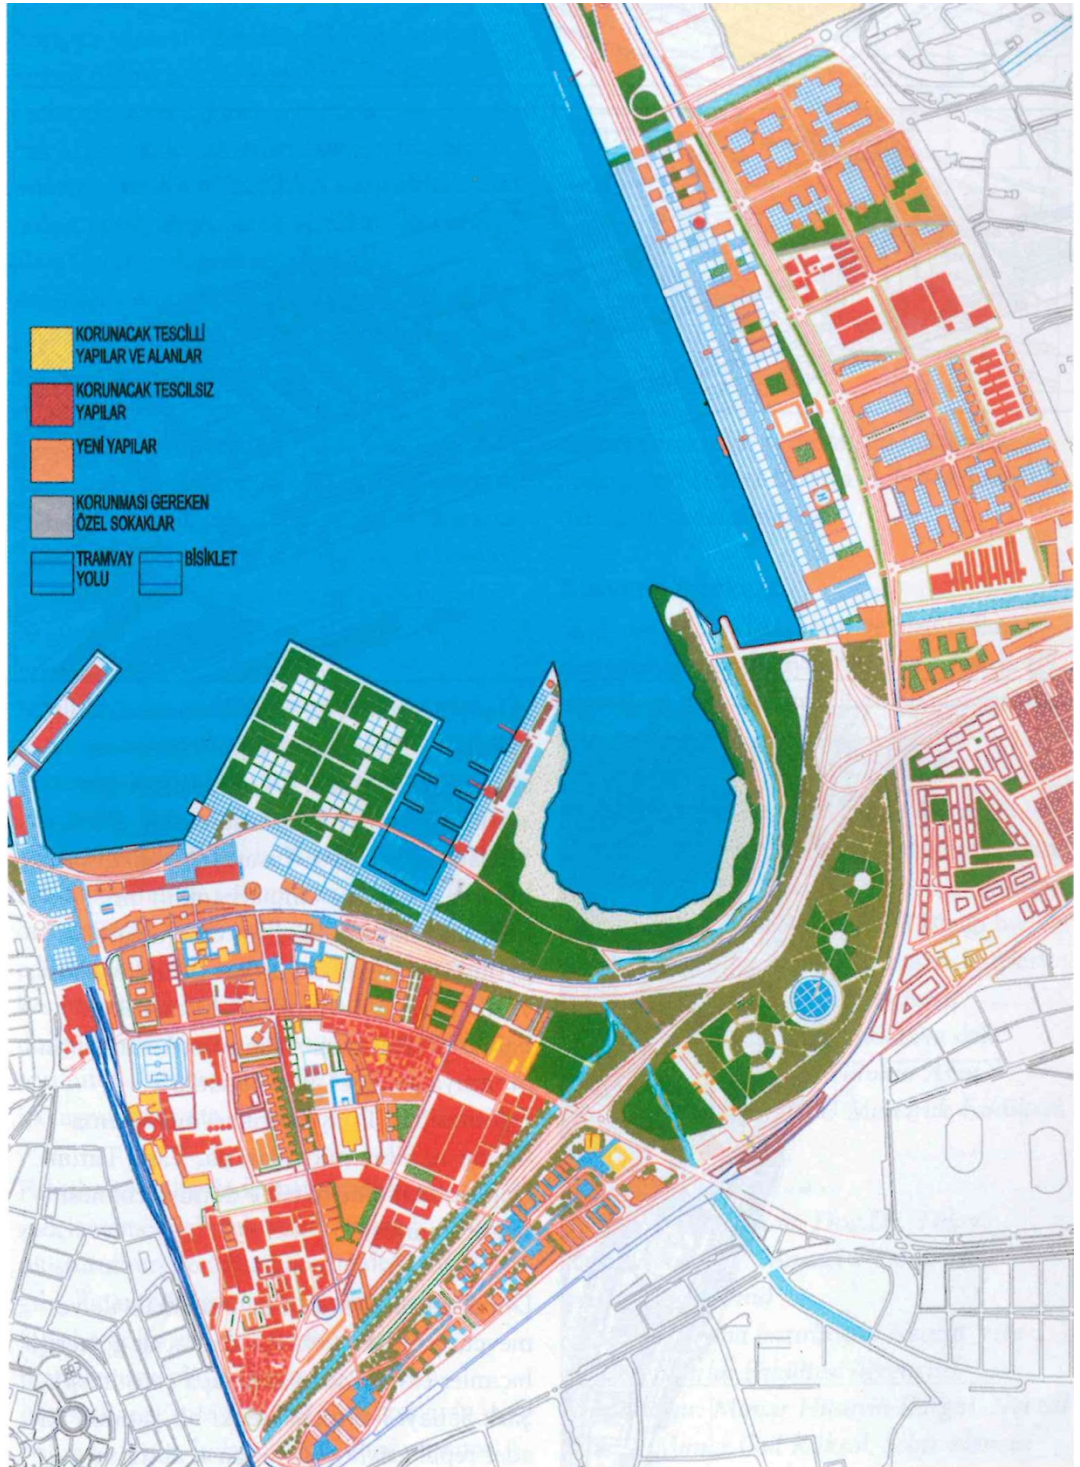 KORUNACAK TESCİLLİ
YAPILAR VE ALANLAR
KORUNACAK TESCİLSİZ
YAPILAR
YENİ YAPILAR
KORUNMASI GEREKEN
ÖZEL SOKAKLAR
TRAMVAY
YOLU
BİSİKLET